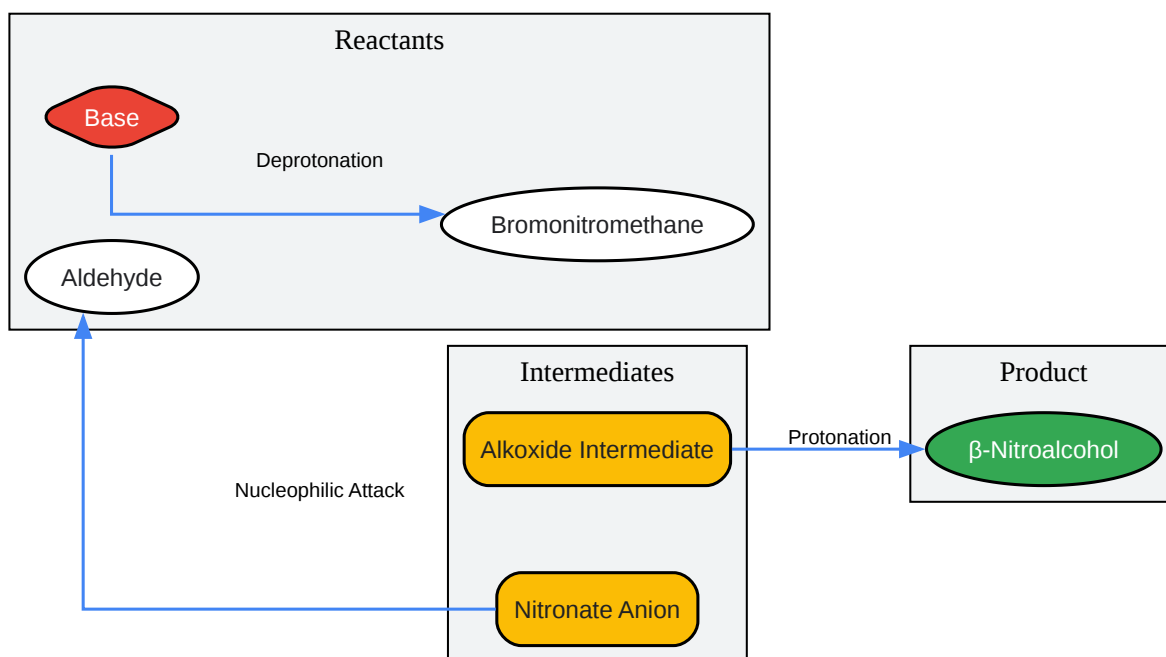 Reactants
Base
Deprotonation
Bromonitromethane
Aldehyde
Intermediates
Product
Alkoxide Intermediate
Protonation
β-Nitroalcohol
Nucleophilic Attack
Nitronate Anion